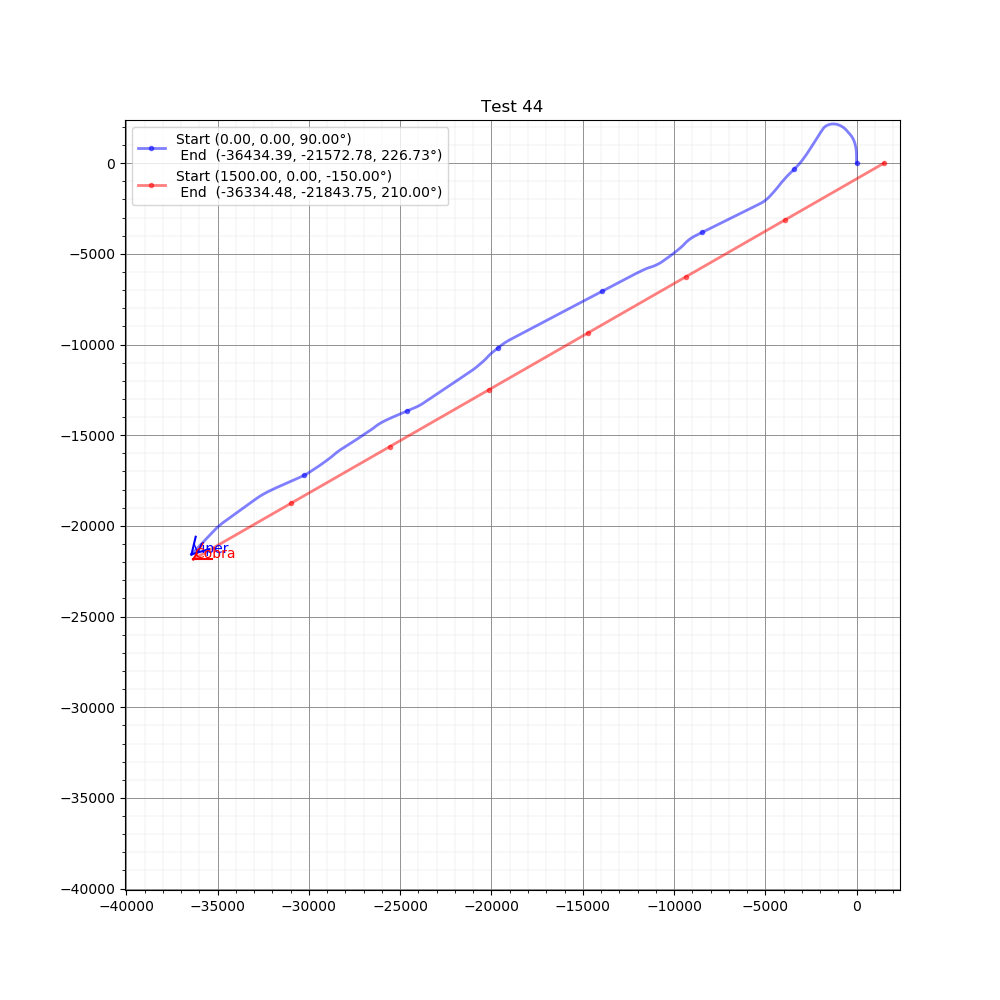 Test 44
Start (0.00, 0.00, 90.00°)
End (-36434.39, -21572.78, 226.73°)
Start (1500.00, 0.00, -150.00°)
End (-36334.48, -21843.75, 210.00°)
0
−5000
−10000
−15000
−20000
−25000
−30000
−35000
−40000
Viper
Cobra
−40000 −35000 −30000 −25000 −20000 −15000 −10000 −5000 0